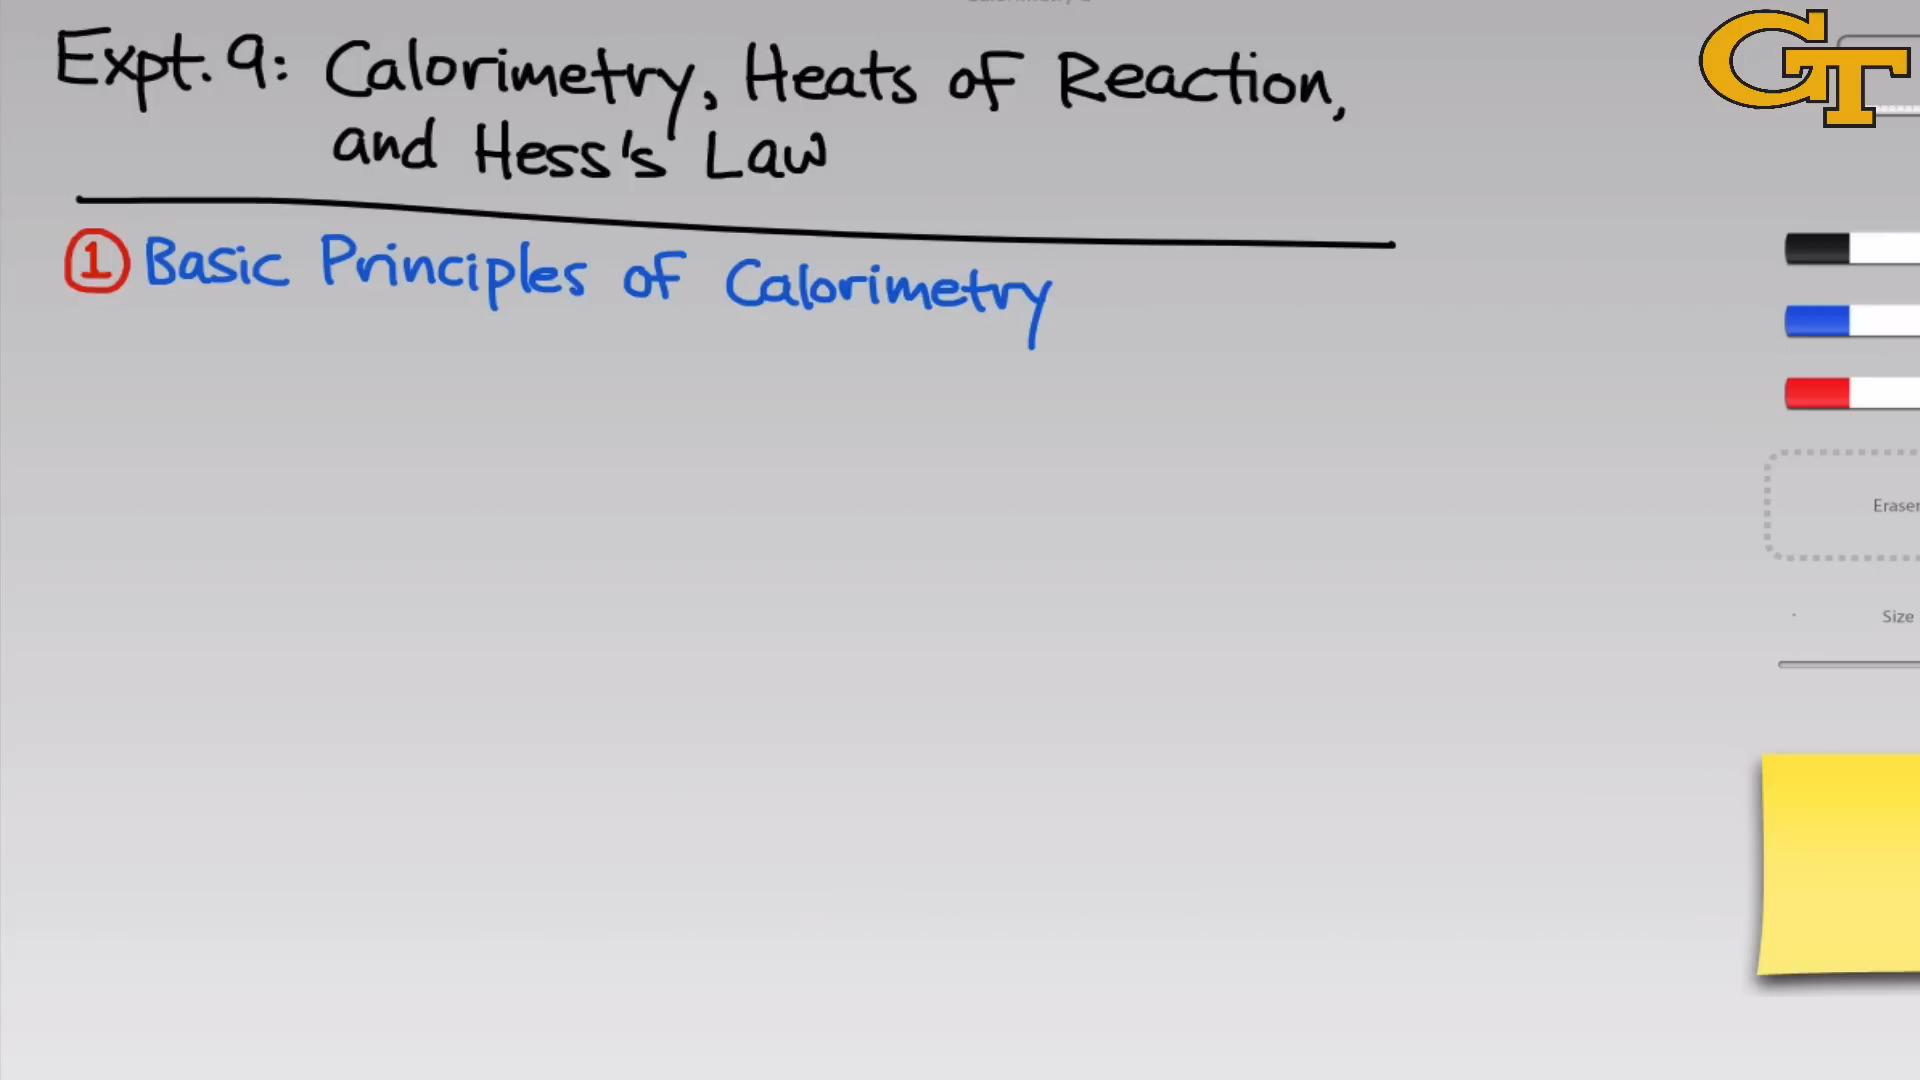 Expt. 9: Calorimetry, Heats of Reaction,
and Hess's Law
① Basic Principles of Calorimetry
GT
Eraser
Size